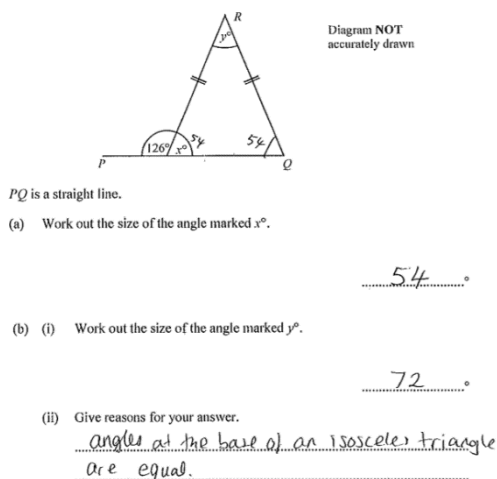 R
y°
Diagram NOT
accurately drawn
126° x° 54 54
P Q
PQ is a straight line.
(a) Work out the size of the angle marked x°.
54 °
(b) (i) Work out the size of the angle marked y°.
72 °
(ii) Give reasons for your answer.
angles at the base of an isosceles triangle
are equal.